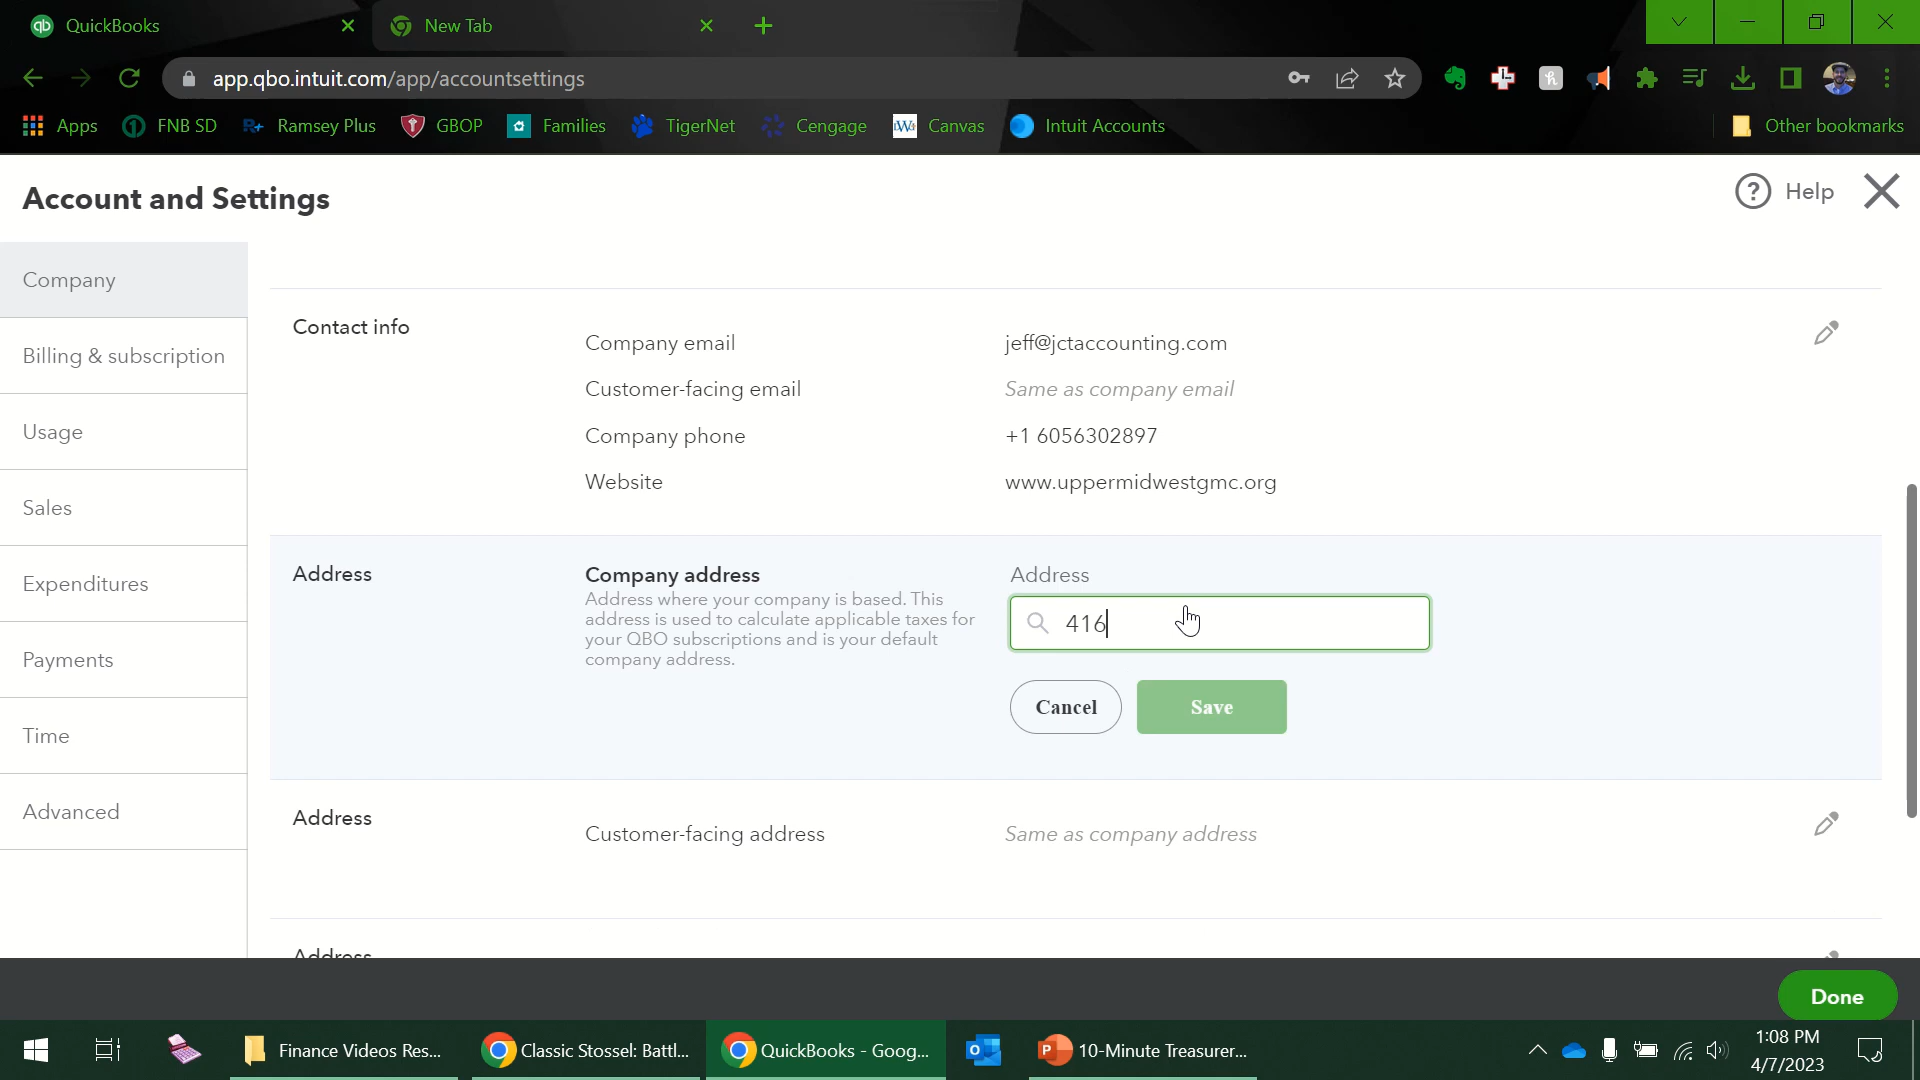 QuickBooks
New Tab
app.qbo.intuit.com/app/accountsettings
Apps
FNB SD
Ramsey Plus
GBOP
Families
TigerNet
Cengage
Canvas
Intuit Accounts
Other bookmarks
Account and Settings
Help
Company
Billing & subscription
Usage
Sales
Expenditures
Payments
Time
Advanced
Contact info
Company email
jeff@jctaccounting.com
Customer-facing email
Same as company email
Company phone
+1 6056302897
Website
www.uppermidwestgmc.org
Address
Company address
Address where your company is based. This
address is used to calculate applicable taxes for
your QBO subscriptions and is your default
company address.
Address
416
Cancel
Save
Address
Customer-facing address
Same as company address
Address
Done
Finance Videos Res...
Classic Stossel: Battl...
QuickBooks - Goog...
10-Minute Treasurer...
1:08 PM
4/7/2023